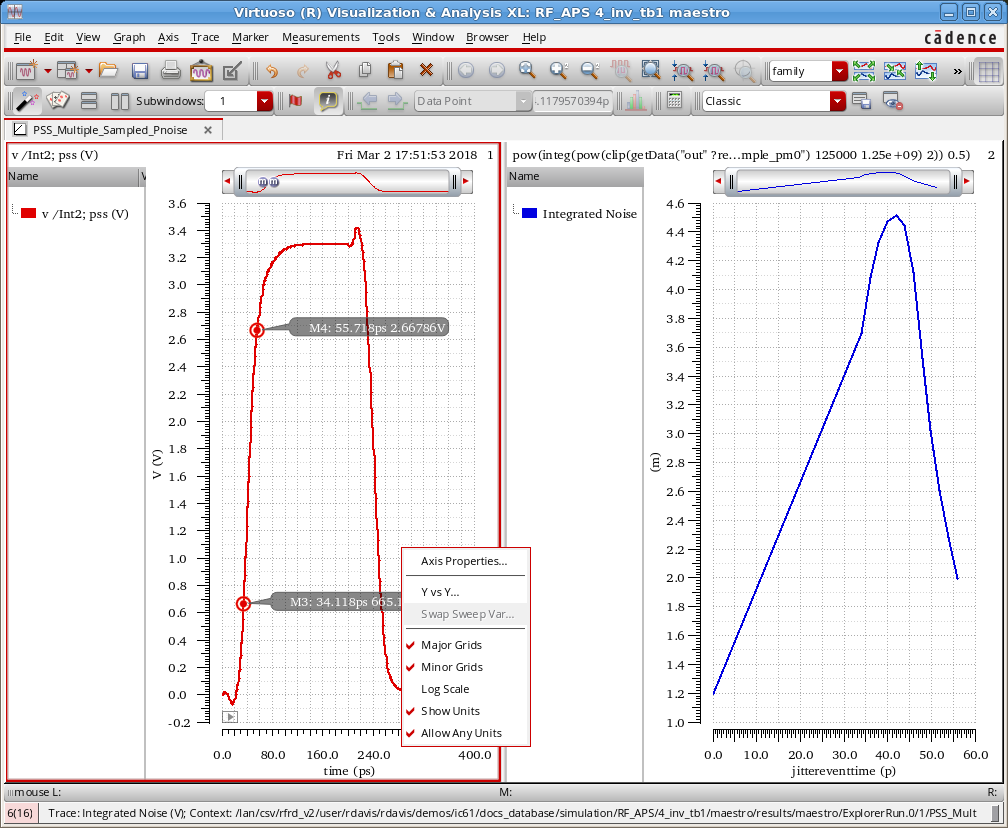 Virtuoso (R) Visualization & Analysis XL: RF_APS 4_inv_tb1 maestro
File Edit View Graph Axis Trace Marker Measurements Tools Window Browser Help
cādence
family
»
Subwindows: 1
Data Point
.1179570394p
Classic
PSS_Multiple_Sampled_Pnoise
v /Int2; pss (V)
Fri Mar 2 17:51:53 2018 1
Name
V
v /Int2; pss (V)
3.6
3.4
3.2
3.0
2.8
2.6
2.4
2.2
2.0
1.8
1.6
1.4
1.2
1.0
0.8
0.6
0.4
0.2
0.0
-0.2
V (V)
m m
M4: 55.718ps 2.66786V
M3: 34.118ps 665.1
0.0 80.0 160.0 240.0 400.0
time (ps)
Axis Properties...
Y vs Y...
Swap Sweep Var...
Major Grids
Minor Grids
Log Scale
Show Units
Allow Any Units
pow(integ(pow(clip(getData("out" ?re...mple_pm0") 125000 1.25e+09) 2)) 0.5) 2
Name
Integrated Noise
4.6
4.4
4.2
4.0
3.8
3.6
3.4
3.2
3.0
2.8
2.6
2.4
2.2
2.0
1.8
1.6
1.4
1.2
1.0
(m)
0.0 10.0 20.0 30.0 40.0 50.0 60.0
jittereventtime (p)
mouse L: M: R:
6(16)
Trace: Integrated Noise (V); Context: /lan/csv/rfrd_v2/user/rdavis/rdavis/demos/ic61/docs_database/simulation/RF_APS/4_inv_tb1/maestro/results/maestro/ExplorerRun.0/1/PSS_Mult